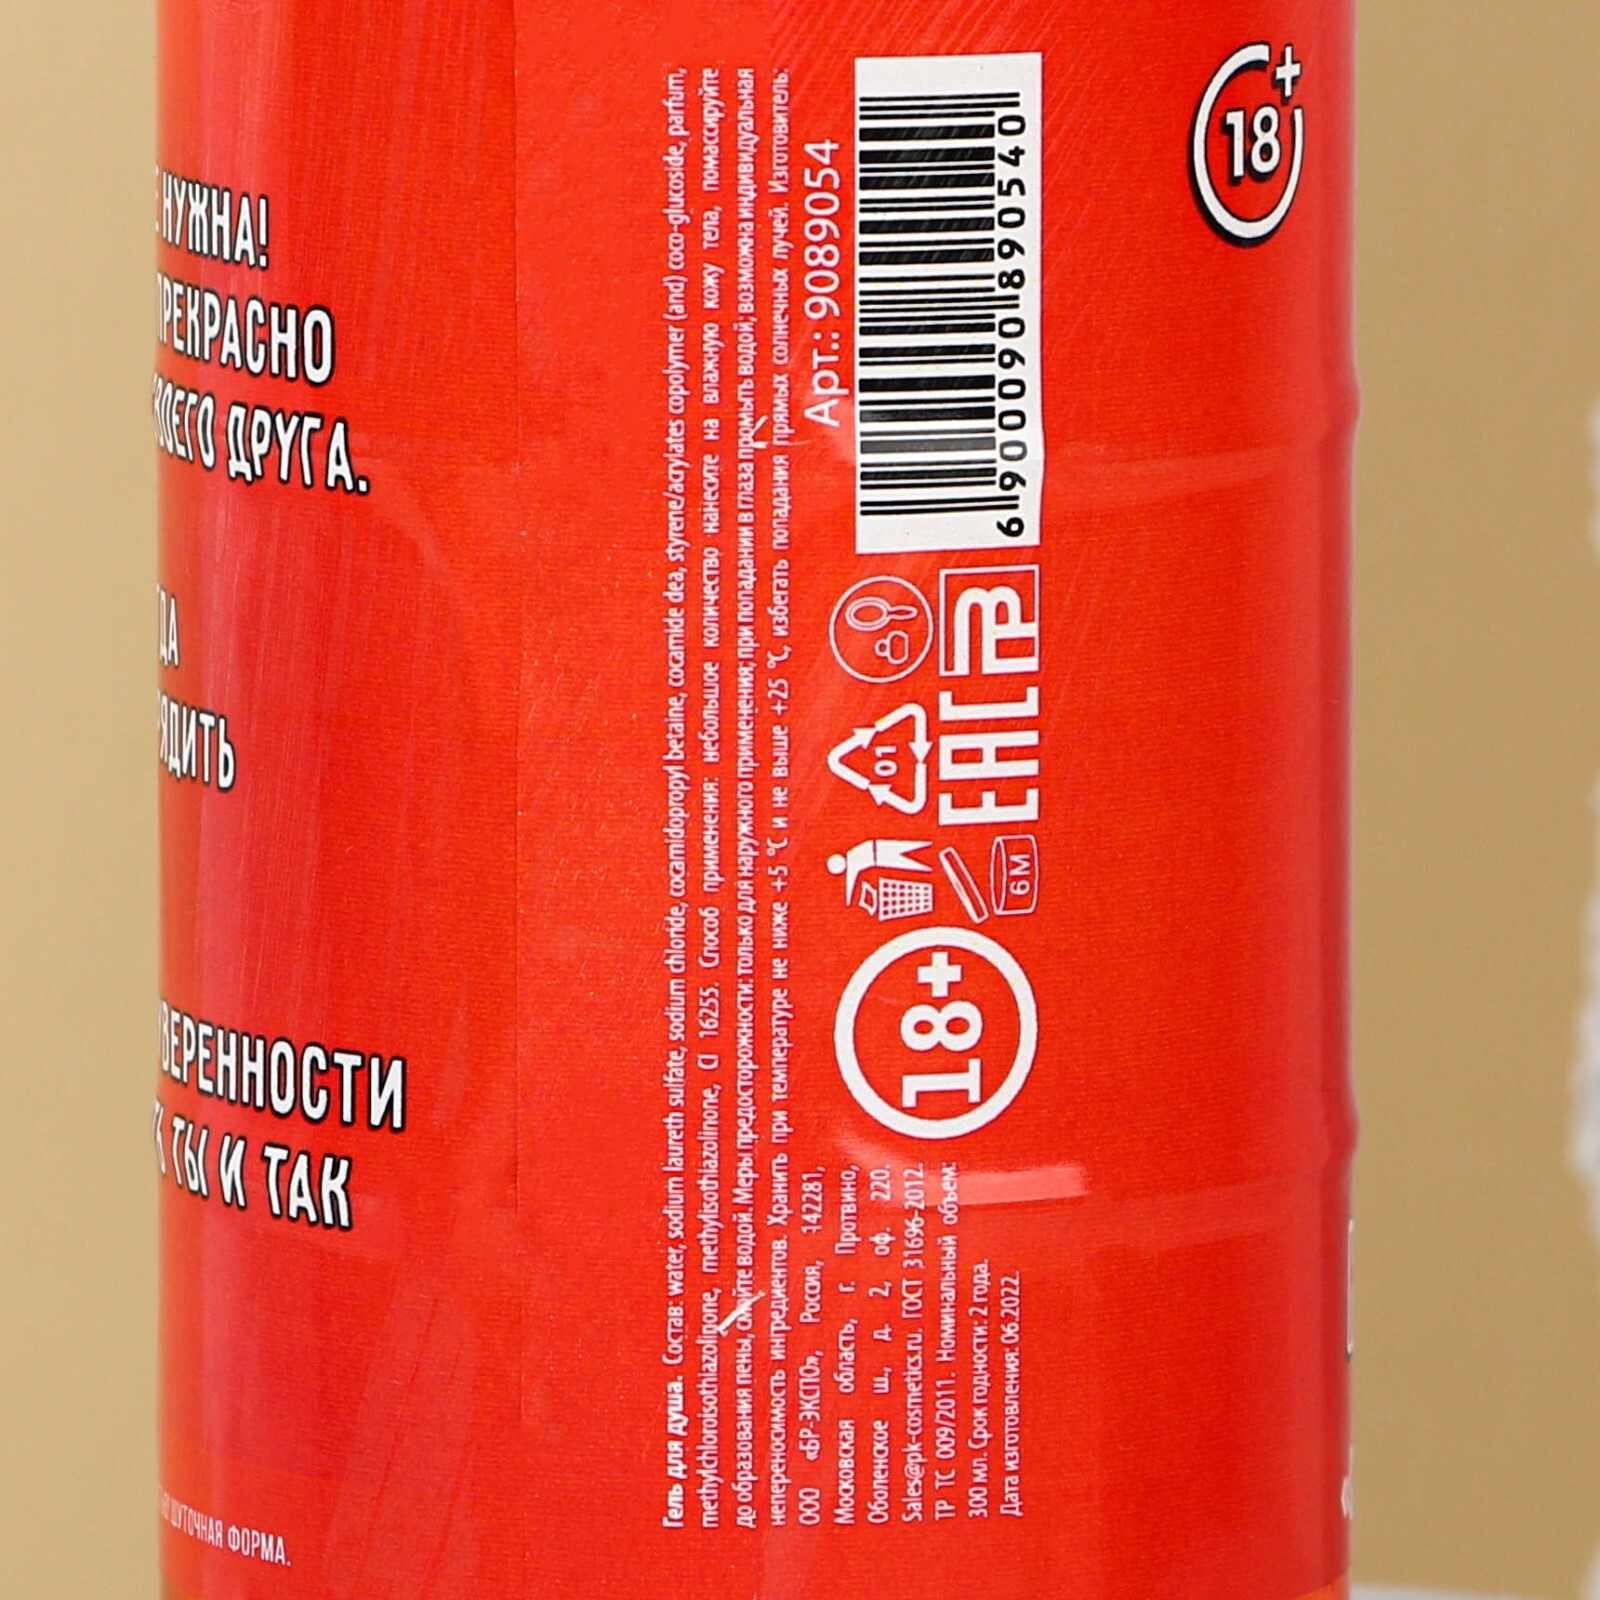 НУЖНА!
ПРЕКРАСНО
ДРУГА.
ТЫ И ТАК
ШУТОЧНАЯ ФОРМА.
Гель для душа. Состав: water, sodium laureth sulfate, sodium chloride, cocamidopropyl betaine, cocamide dea, styrene/acrylates copolymer (and) coco-glucoside, parfum,
methylchloroisothiazolinone, methylisothiazolinone, CI 16255. Способ применения: небольшое количество нанесите на влажную кожу тела, помассируйте
до образования пены, смойте водой. Меры предосторожности: только для наружного применения; при попадании в глаза промыть водой; возможна индивидуальная
непереносимость ингредиентов. Хранить при температуре не ниже +5 °С и не выше +25 °С, избегать попадания прямых солнечных лучей. Изготовитель:
ООО «БР-ЭКСПО», Россия, 142281,
Московская область, г. Протвино,
Оболенское ш., д. 2, оф. 220.
Sales@pk-cosmetics.ru. ГОСТ 31696-2012.
ТР ТС 009/2011. Номинальный объем:
300 мл. Срок годности: 2 года.
Дата изготовления: 06.2022.
18+
6М
01
EAC
Арт.: 9089054
6 900090 890540
18+